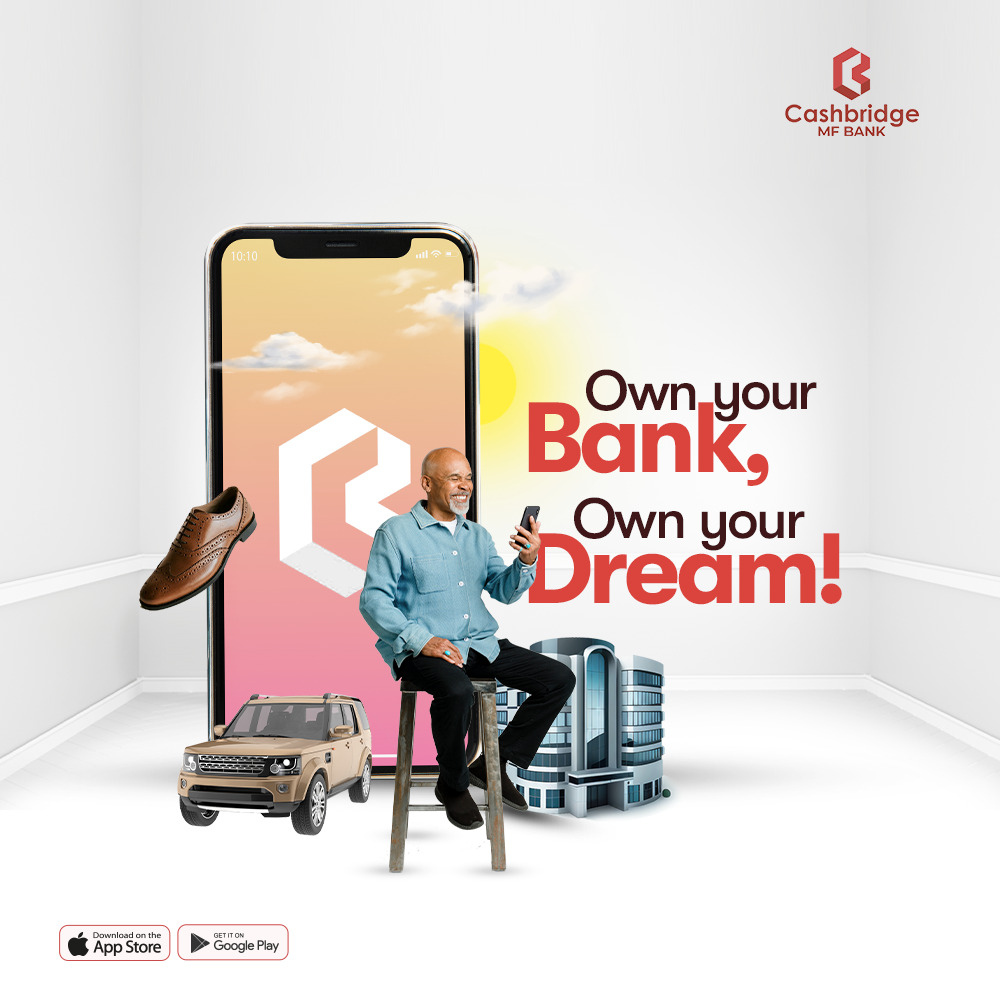 Cashbridge
MF BANK
10:10
Own your
Bank,
Own your
Dream!
Download on the
App Store
GET IT ON
Google Play